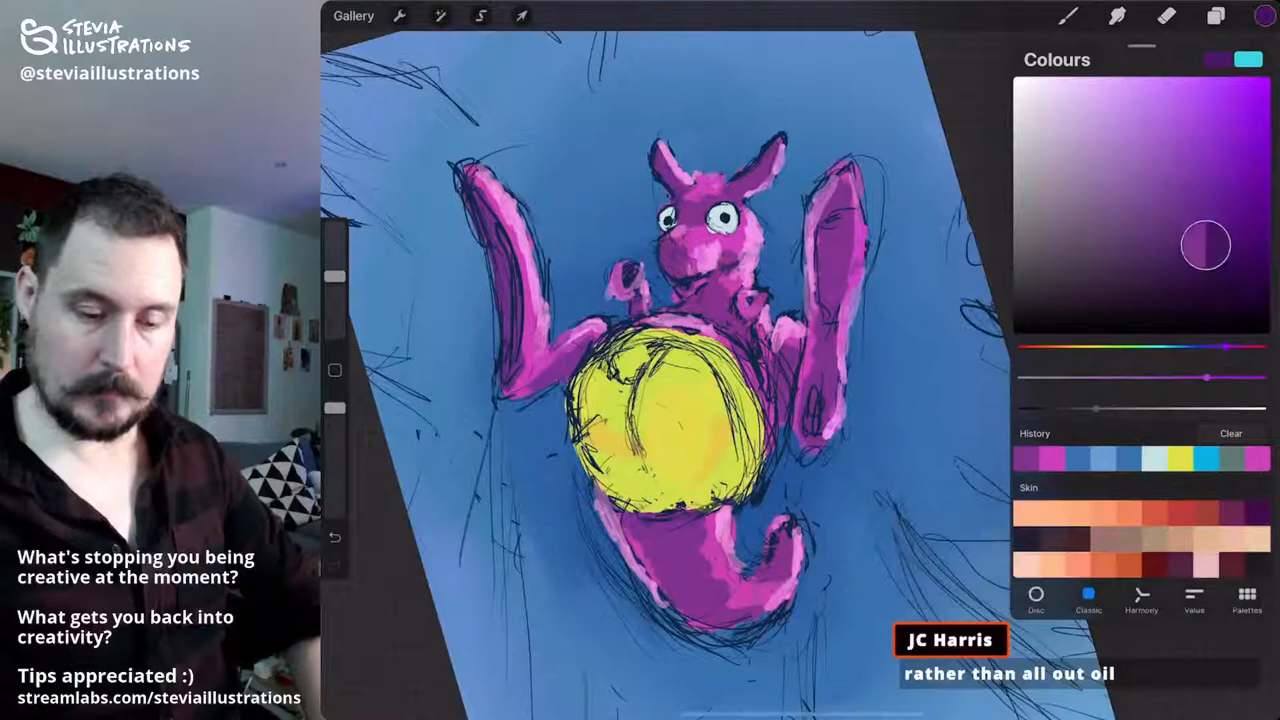 STEVIA
ILLUSTRATIONS
@steviaillustrations
What's stopping you being
creative at the moment?
What gets you back into
creativity?
Tips appreciated :)
streamlabs.com/steviaillustrations
Gallery
Colours
History
Clear
Skin
Disc
Classic
Harmony
Value
Palettes
JC Harris
rather than all out oil